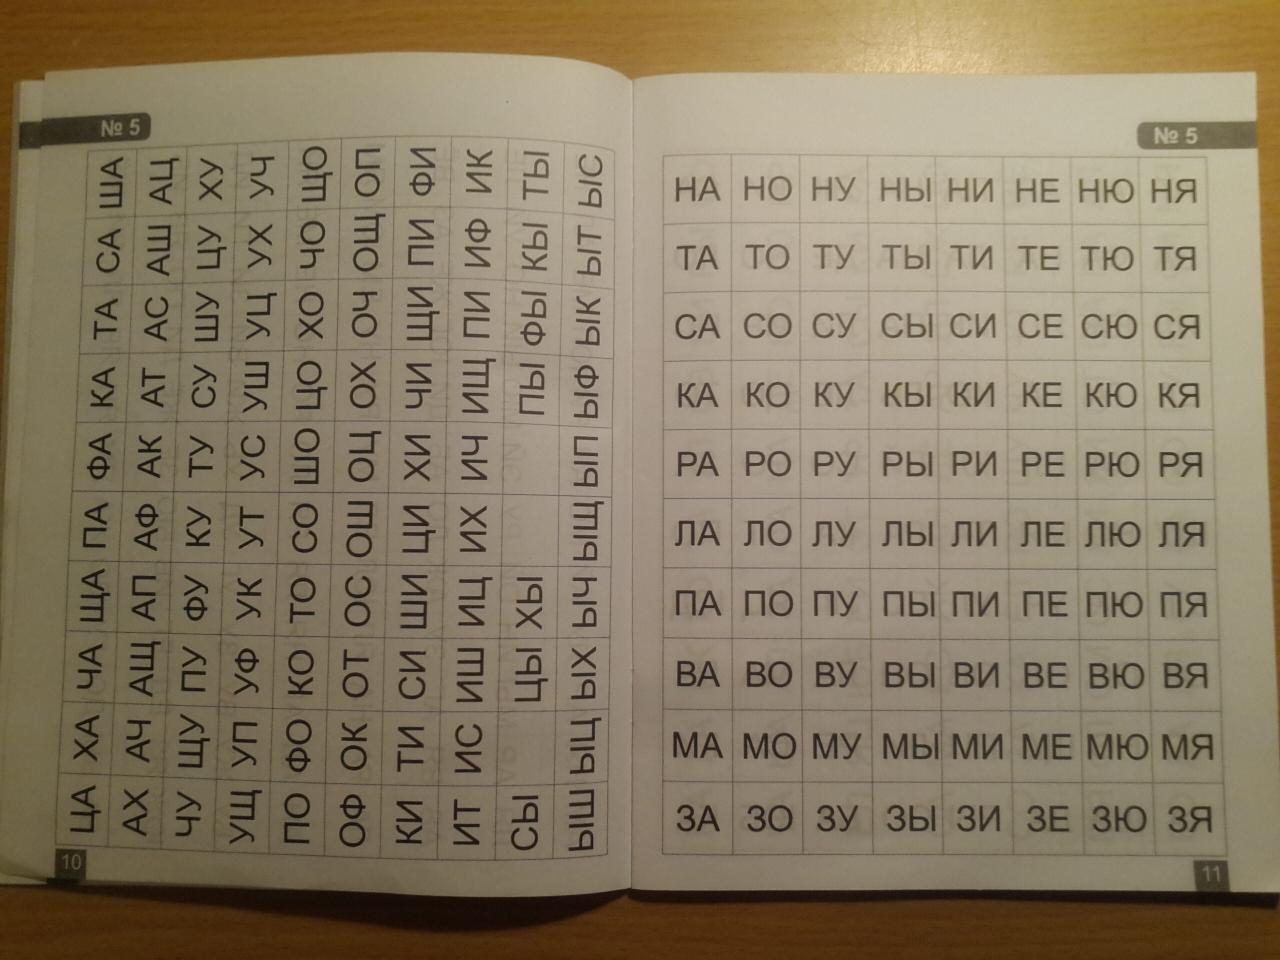 № 5
ЦА ХА ЧА ЩА ПА ФА КА ТА СА ША
АХ АЧ АЩ АП АФ АК АТ АС АШ АЦ
ЧУ ЩУ ПУ ФУ КУ ТУ СУ ШУ ЦУ ХУ
УЩ УП УФ УК УТ УС УШ УЦ УХ УЧ
ПО ФО КО ТО СО ШО ЦО ХО ЧО ЩО
ОФ ОК ОТ ОС ОШ ОЦ ОХ ОЧ ОЩ ОП
КИ ТИ СИ ШИ ЦИ ХИ ЧИ ЩИ ПИ ФИ
ИТ ИС ИШ ИЦ ИХ ИЧ ИЩ ПИ ИФ ИК
СЫ ЦЫ ХЫ ПЫ ФЫ КЫ ТЫ
ЫШ ЫЦ ЫХ ЫЧ ЫЩ ЫП ЫФ ЫК ЫТ ЫС
10
№ 5
НА НО НУ НЫ НИ НЕ НЮ НЯ
ТА ТО ТУ ТЫ ТИ ТЕ ТЮ ТЯ
СА СО СУ СЫ СИ СЕ СЮ СЯ
КА КО КУ КЫ КИ КЕ КЮ КЯ
РА РО РУ РЫ РИ РЕ РЮ РЯ
ЛА ЛО ЛУ ЛЫ ЛИ ЛЕ ЛЮ ЛЯ
ПА ПО ПУ ПЫ ПИ ПЕ ПЮ ПЯ
ВА ВО ВУ ВЫ ВИ ВЕ ВЮ ВЯ
МА МО МУ МЫ МИ МЕ МЮ МЯ
ЗА ЗО ЗУ ЗЫ ЗИ ЗЕ ЗЮ ЗЯ
11